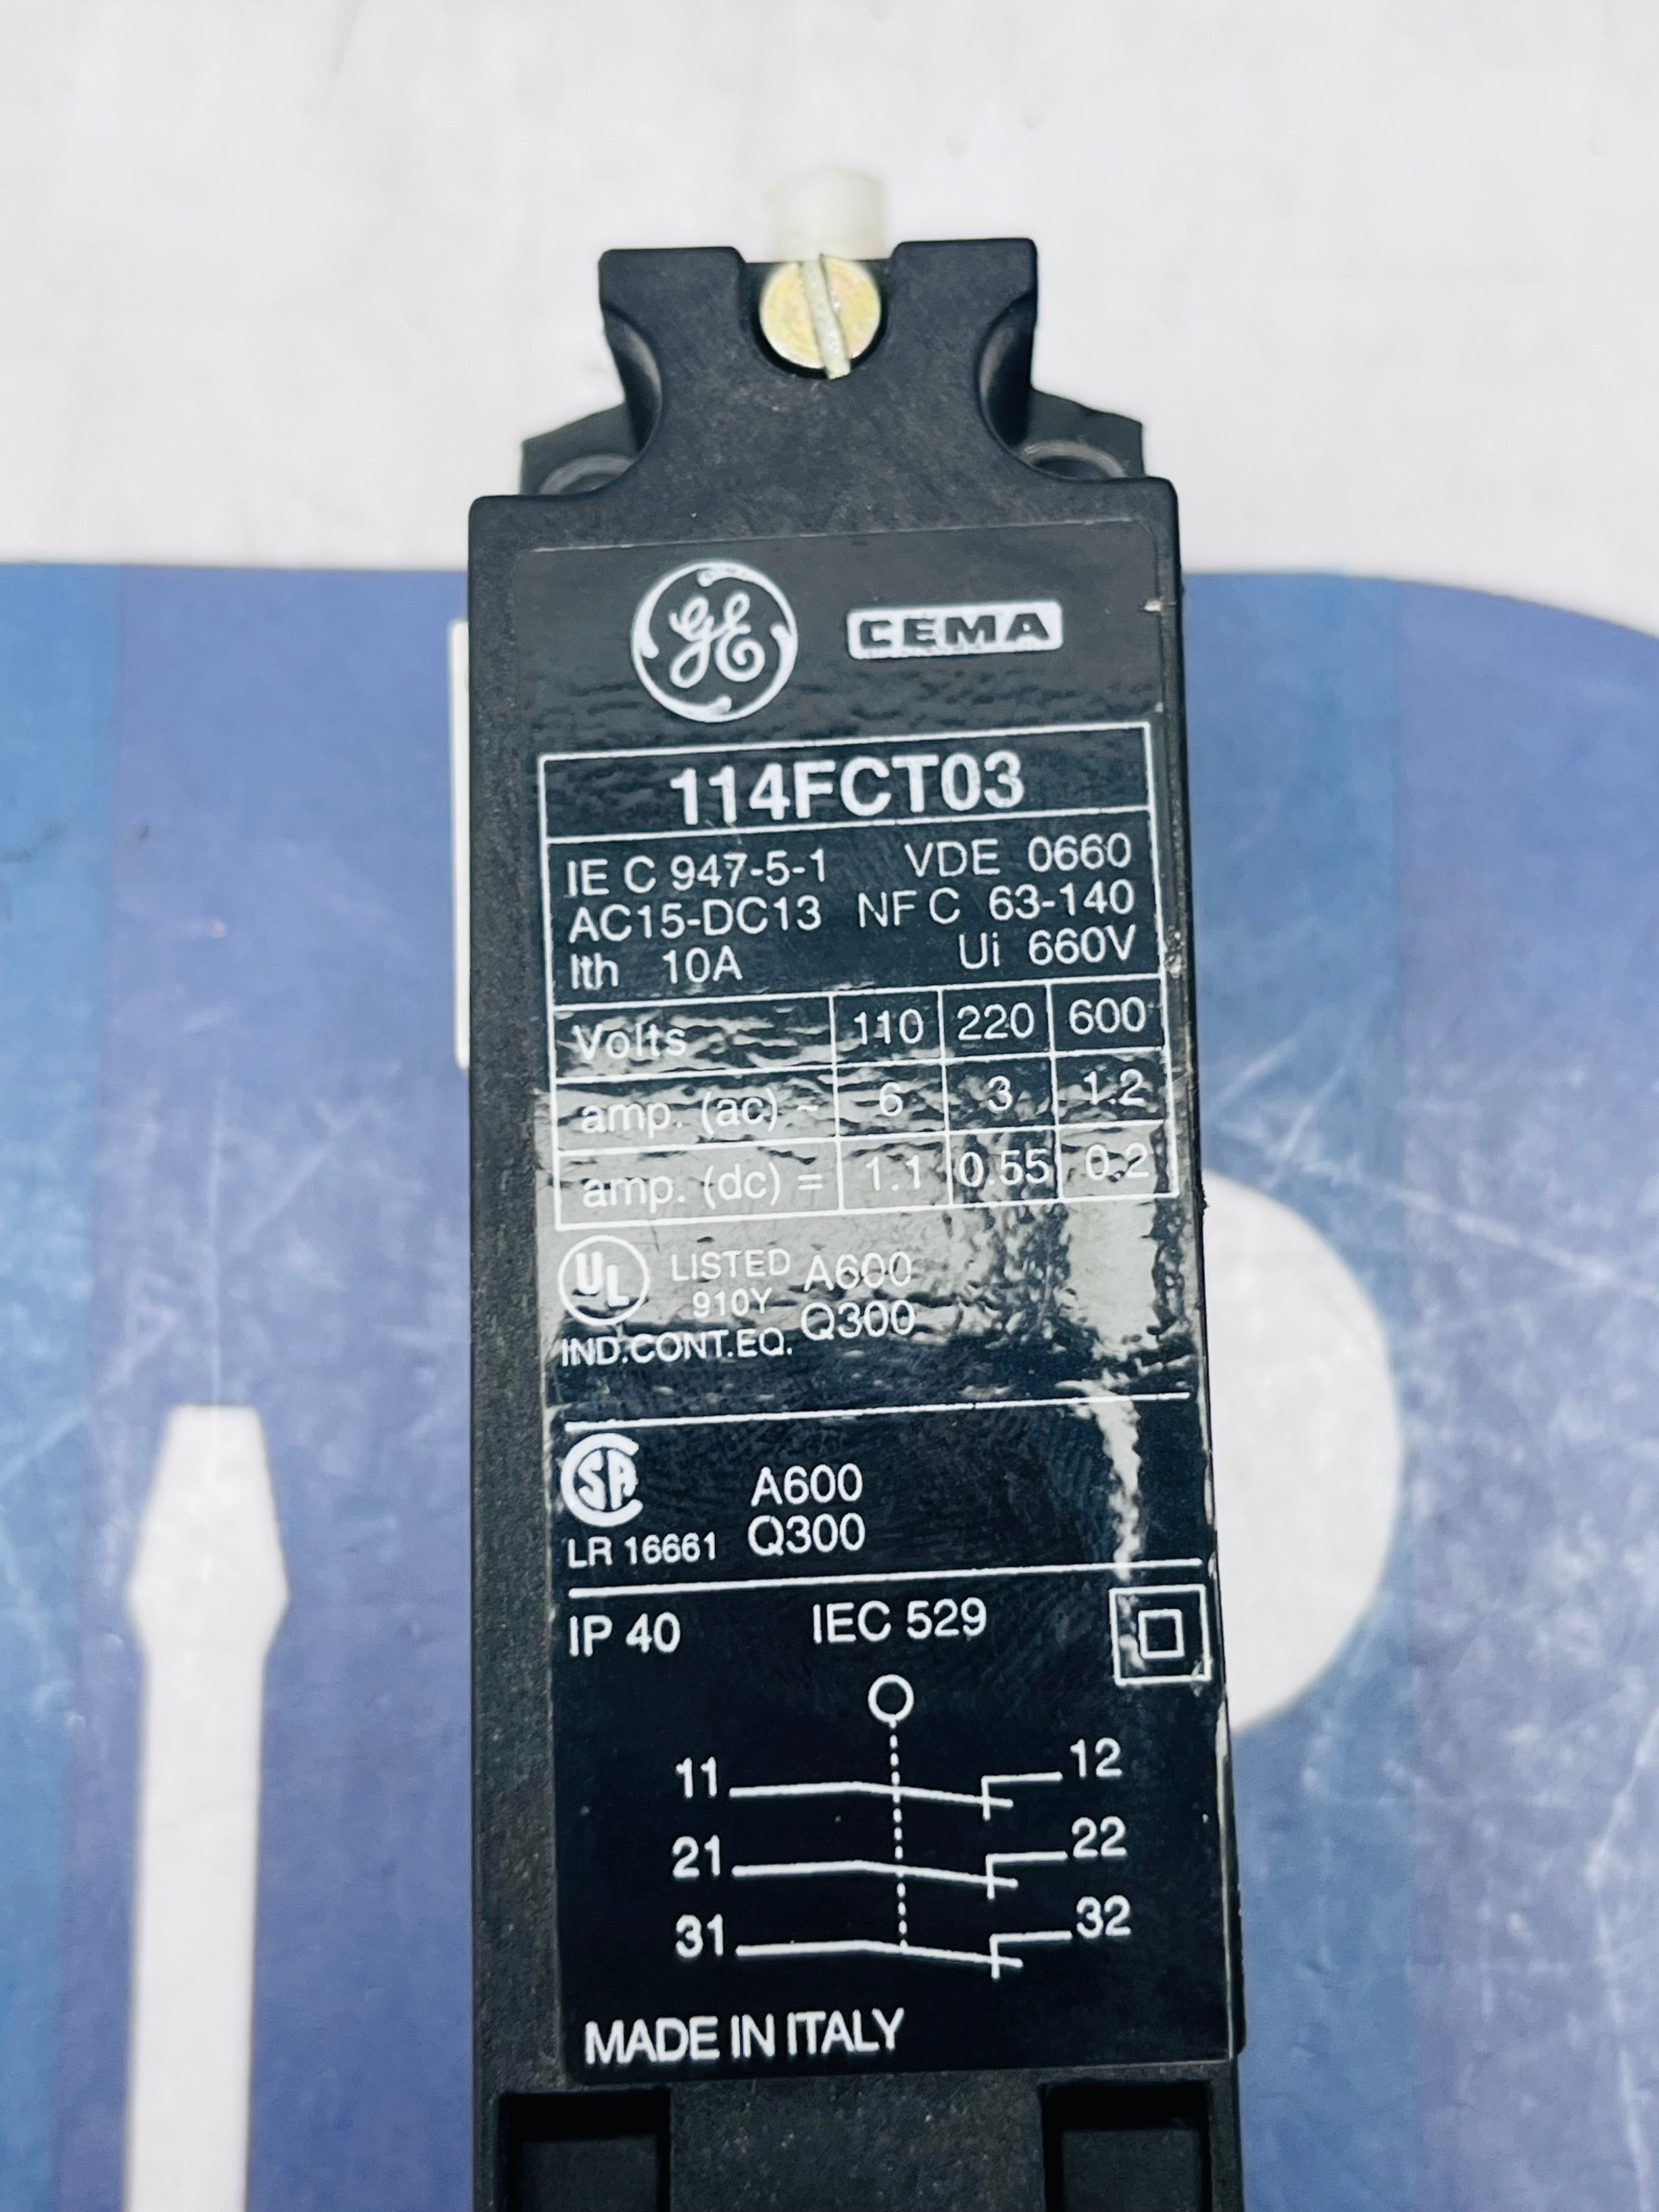 GE CEMA
114FCT03
IEC 947-5-1 VDE 0660
AC15-DC13 NFC 63-140
Ith 10A Ui 660V
Volts 110 220 600
amp. (ac) ~ 6 3 1.2
amp. (dc) = 1.1 0.55 0.2
UL LISTED A600
910Y Q300
IND.CONT.EQ.
CSA A600
LR 16661 Q300
IP 40 IEC 529
11 12
21 22
31 32
MADE IN ITALY